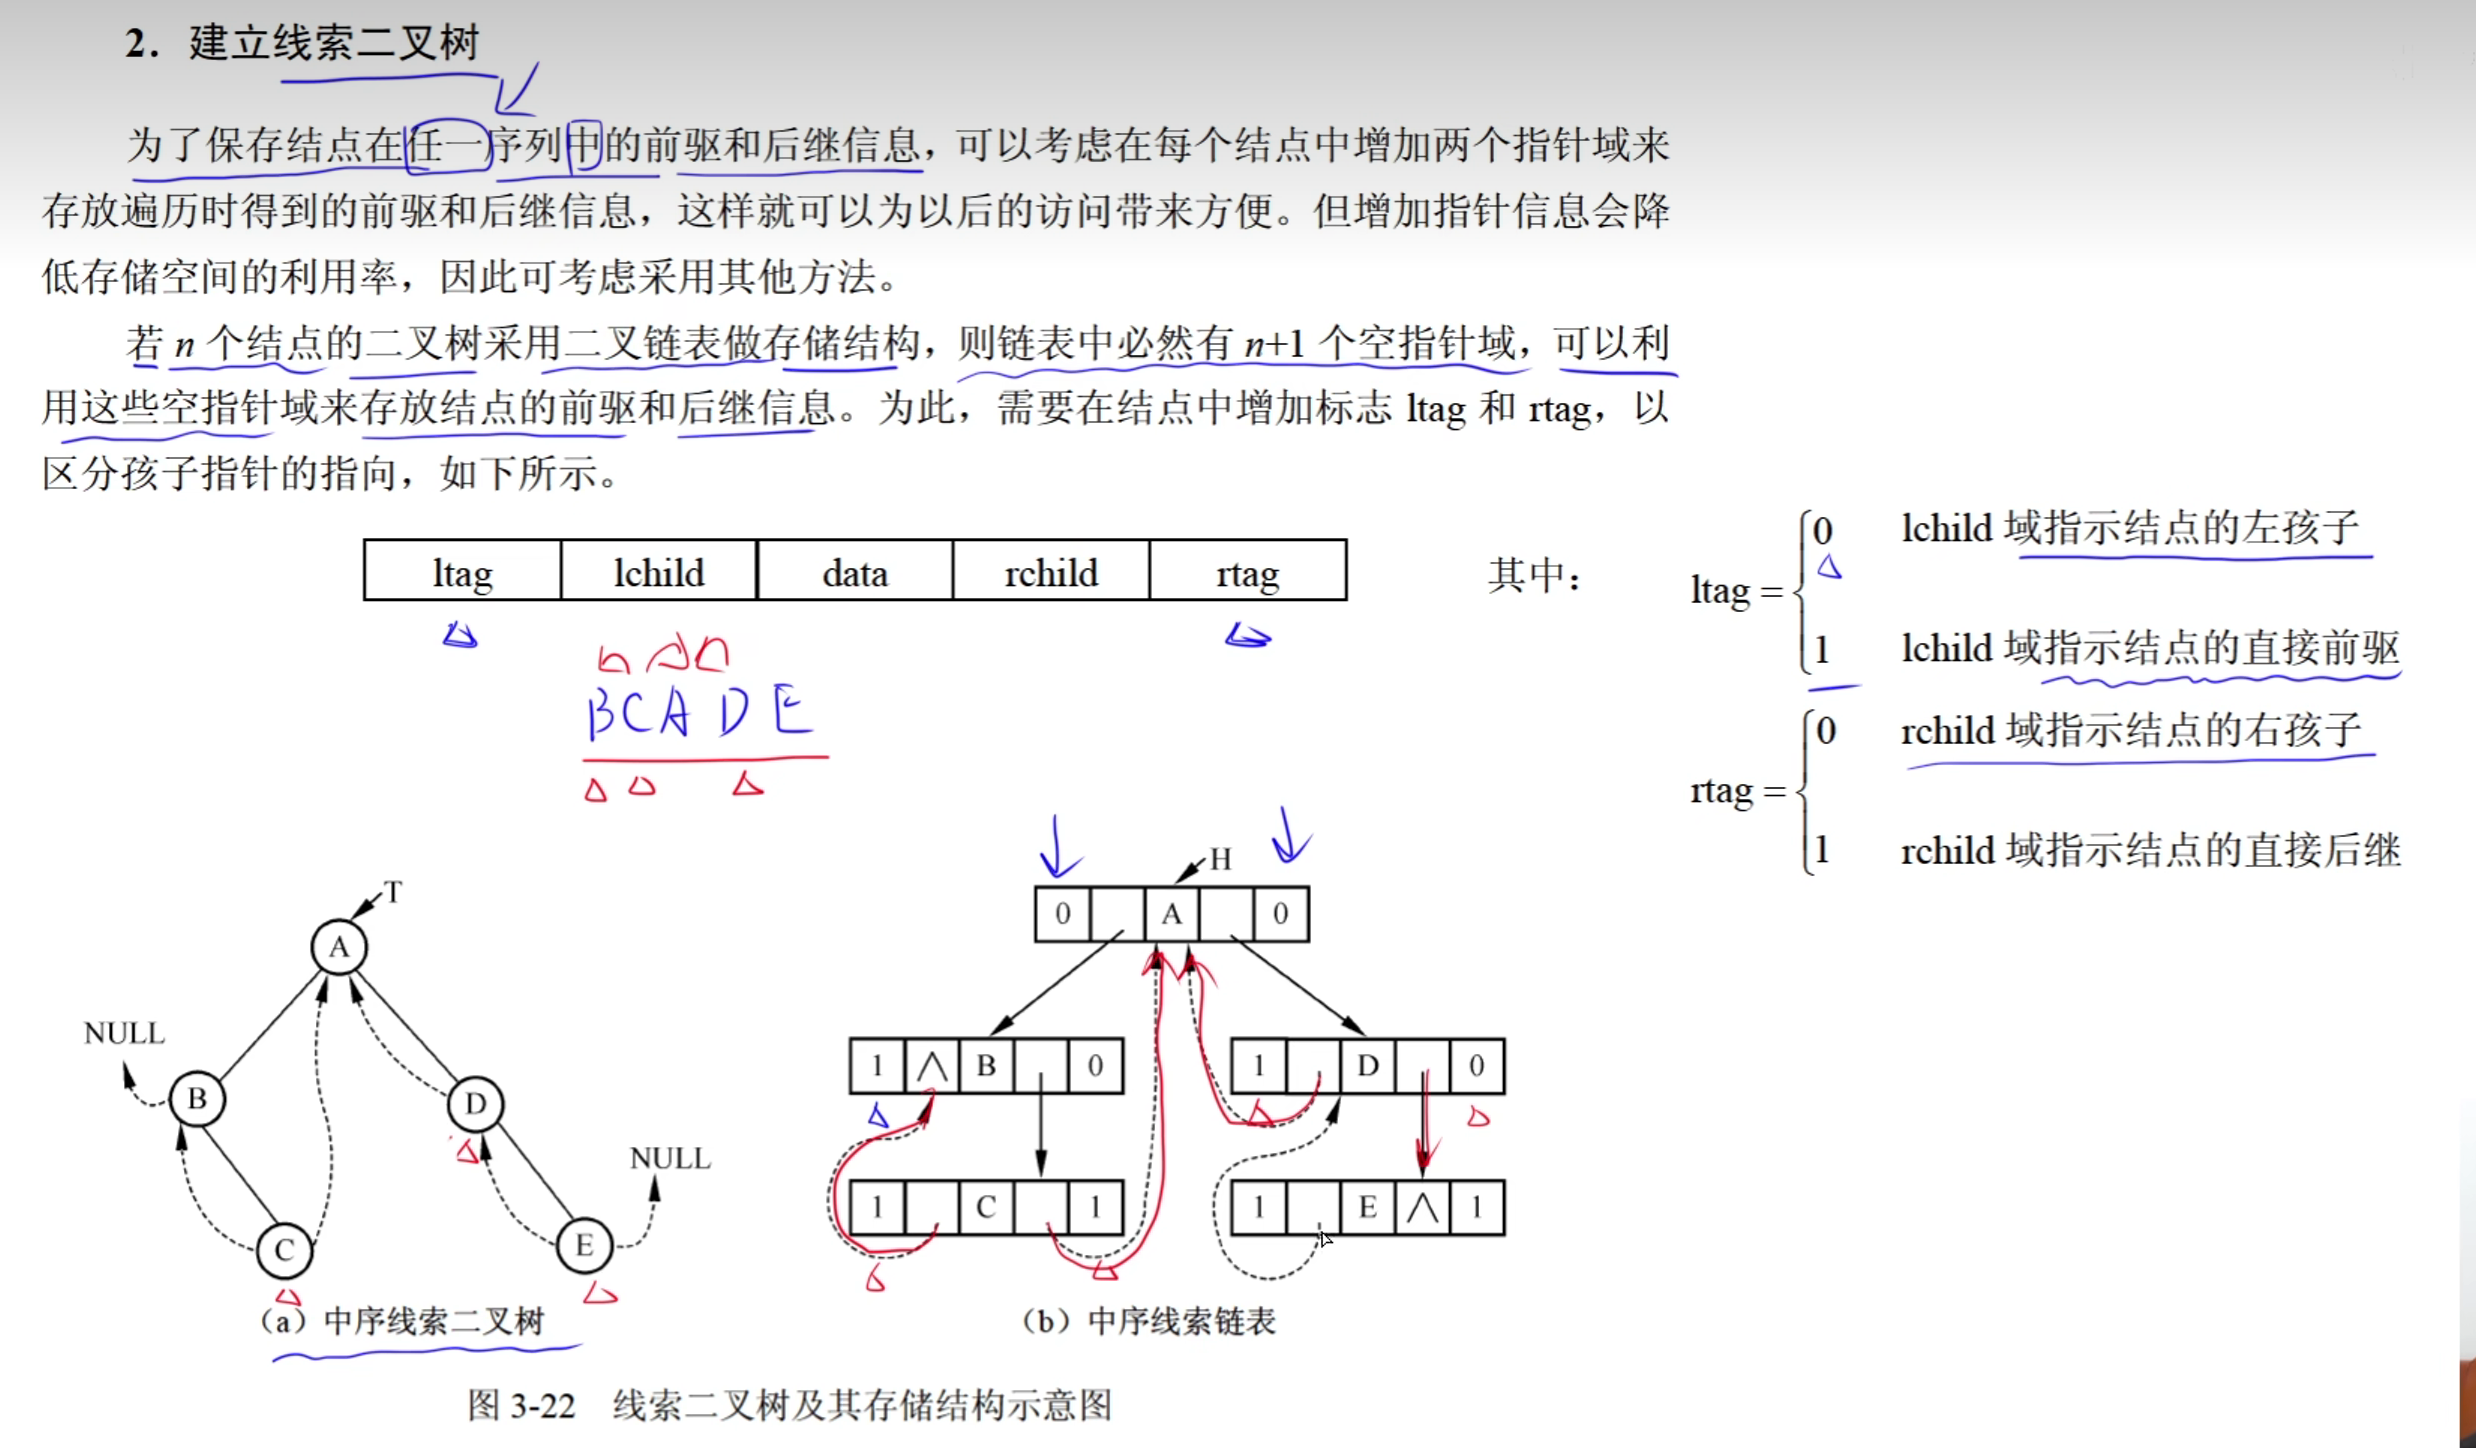 2. 建立线索二叉树
为了保存结点在任一序列中的前驱和后继信息，可以考虑在每个结点中增加两个指针域来
存放遍历时得到的前驱和后继信息，这样就可以为以后的访问带来方便。但增加指针信息会降
低存储空间的利用率，因此可考虑采用其他方法。
若 n 个结点的二叉树采用二叉链表做存储结构，则链表中必然有 n+1 个空指针域，可以利
用这些空指针域来存放结点的前驱和后继信息。为此，需要在结点中增加标志 ltag 和 rtag，以
区分孩子指针的指向，如下所示。
ltag lchild data rchild rtag
其中：
ltag =
0 lchild 域指示结点的左孩子
1 lchild 域指示结点的直接前驱
rtag =
0 rchild 域指示结点的右孩子
1 rchild 域指示结点的直接后继
BCADE
T
A
NULL
B
D
NULL
C
E
(a) 中序线索二叉树
H
0 A 0
1 ∧ B 0
1 D 0
1 C 1
1 E ∧ 1
(b) 中序线索链表
图 3-22 线索二叉树及其存储结构示意图